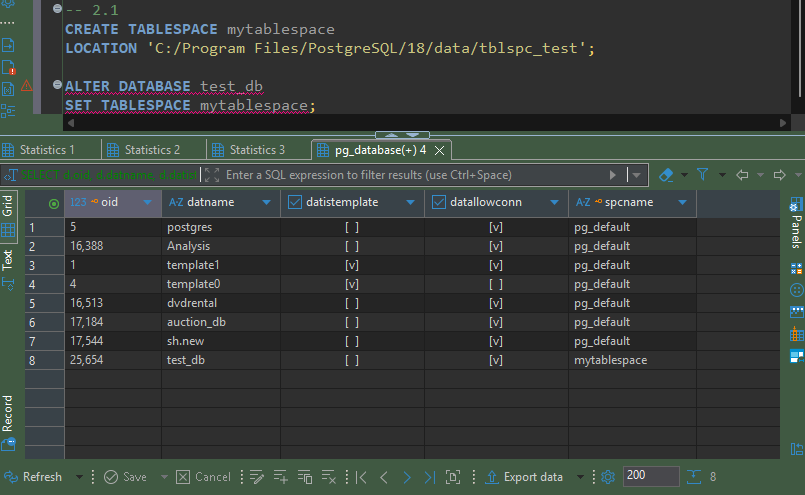 -- 2.1
CREATE TABLESPACE mytablespace
LOCATION 'C:/Program Files/PostgreSQL/18/data/tblspc_test';
ALTER DATABASE test_db
SET TABLESPACE mytablespace;
Statistics 1 Statistics 2 Statistics 3 pg_database(+) 4
SELECT d.oid, d.datname, d.datist Enter a SQL expression to filter results (use Ctrl+Space)
Grid
Text
Record
Panels
123 oid A-Z datname datistemplate datallowconn A-Z spcname
1 5 postgres [ ] [v] pg_default
2 16,388 Analysis [ ] [v] pg_default
3 1 template1 [v] [v] pg_default
4 4 template0 [v] [ ] pg_default
5 16,513 dvdrental [ ] [v] pg_default
6 17,184 auction_db [ ] [v] pg_default
7 17,544 sh.new [ ] [v] pg_default
8 25,654 test_db [ ] [v] mytablespace
Refresh Save Cancel Export data 200 8